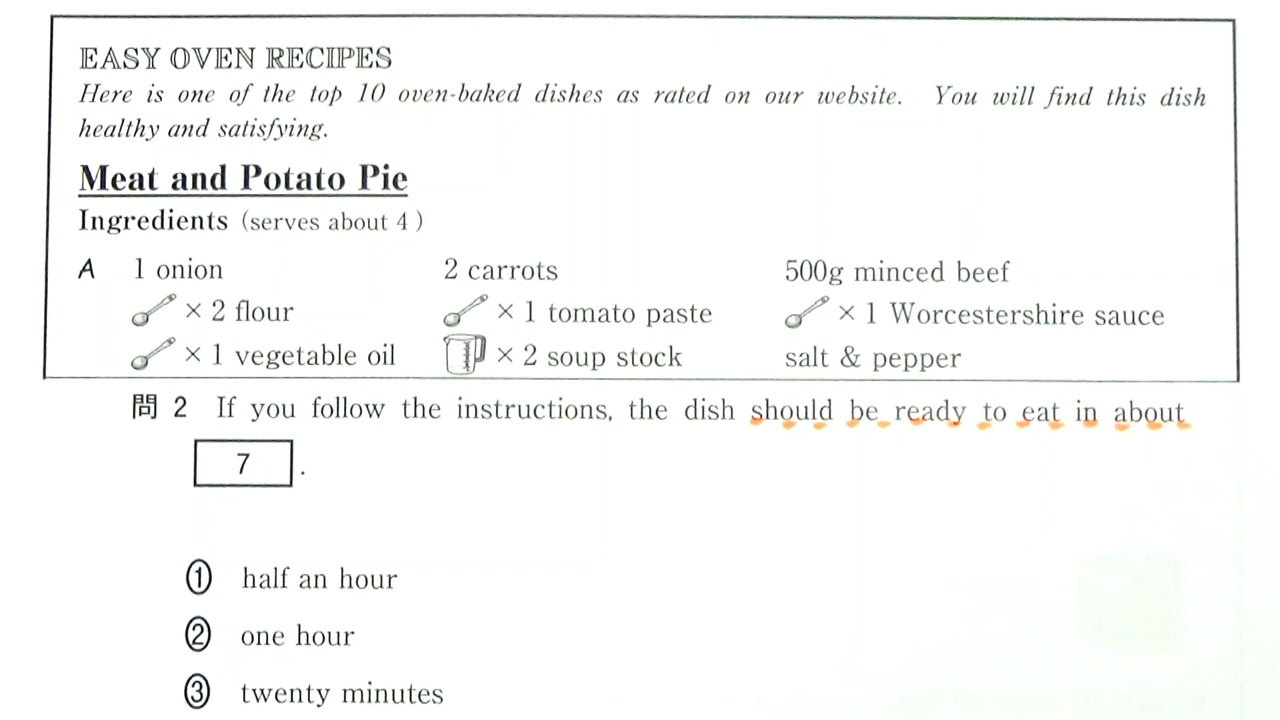 EASY OVEN RECIPES
Here is one of the top 10 oven-baked dishes as rated on our website. You will find this dish
healthy and satisfying.
Meat and Potato Pie
Ingredients (serves about 4)
A 1 onion 2 carrots 500g minced beef
× 2 flour × 1 tomato paste × 1 Worcestershire sauce
× 1 vegetable oil × 2 soup stock salt & pepper
問 2 If you follow the instructions, the dish should be ready to eat in about
7 .
① half an hour
② one hour
③ twenty minutes